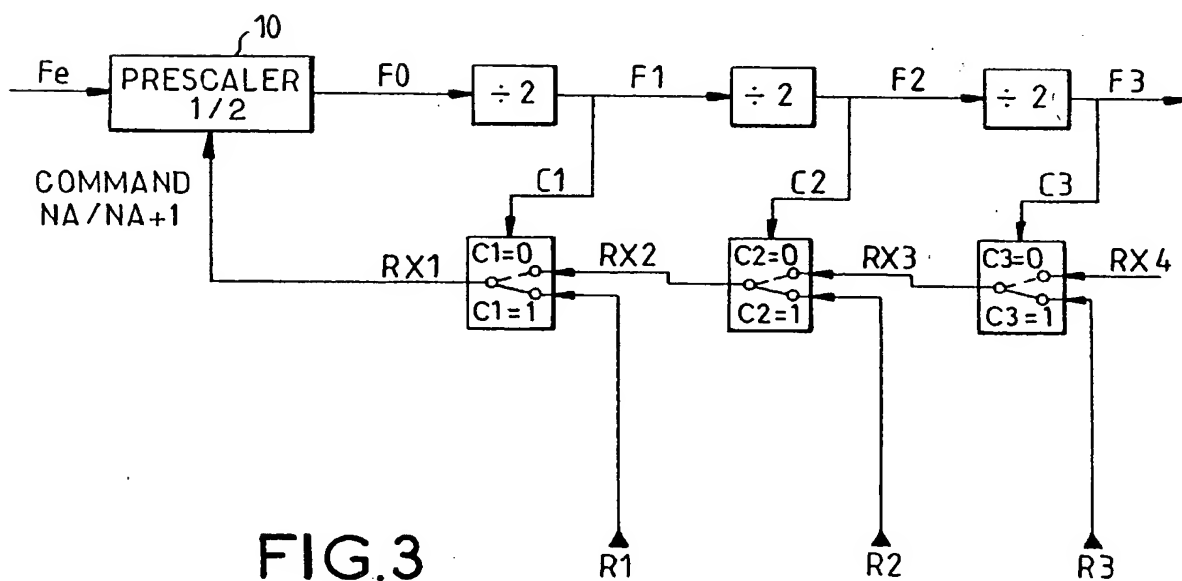 10
Fe
PRESCALER
1/2
F0
÷ 2
F1
÷ 2
F2
÷ 2
F3
COMMAND
NA/NA+1
C1
C2
C3
RX1
C1=0
C1=1
RX2
C2=0
C2=1
RX3
C3=0
C3=1
RX4
FIG.3
R1
R2
R3